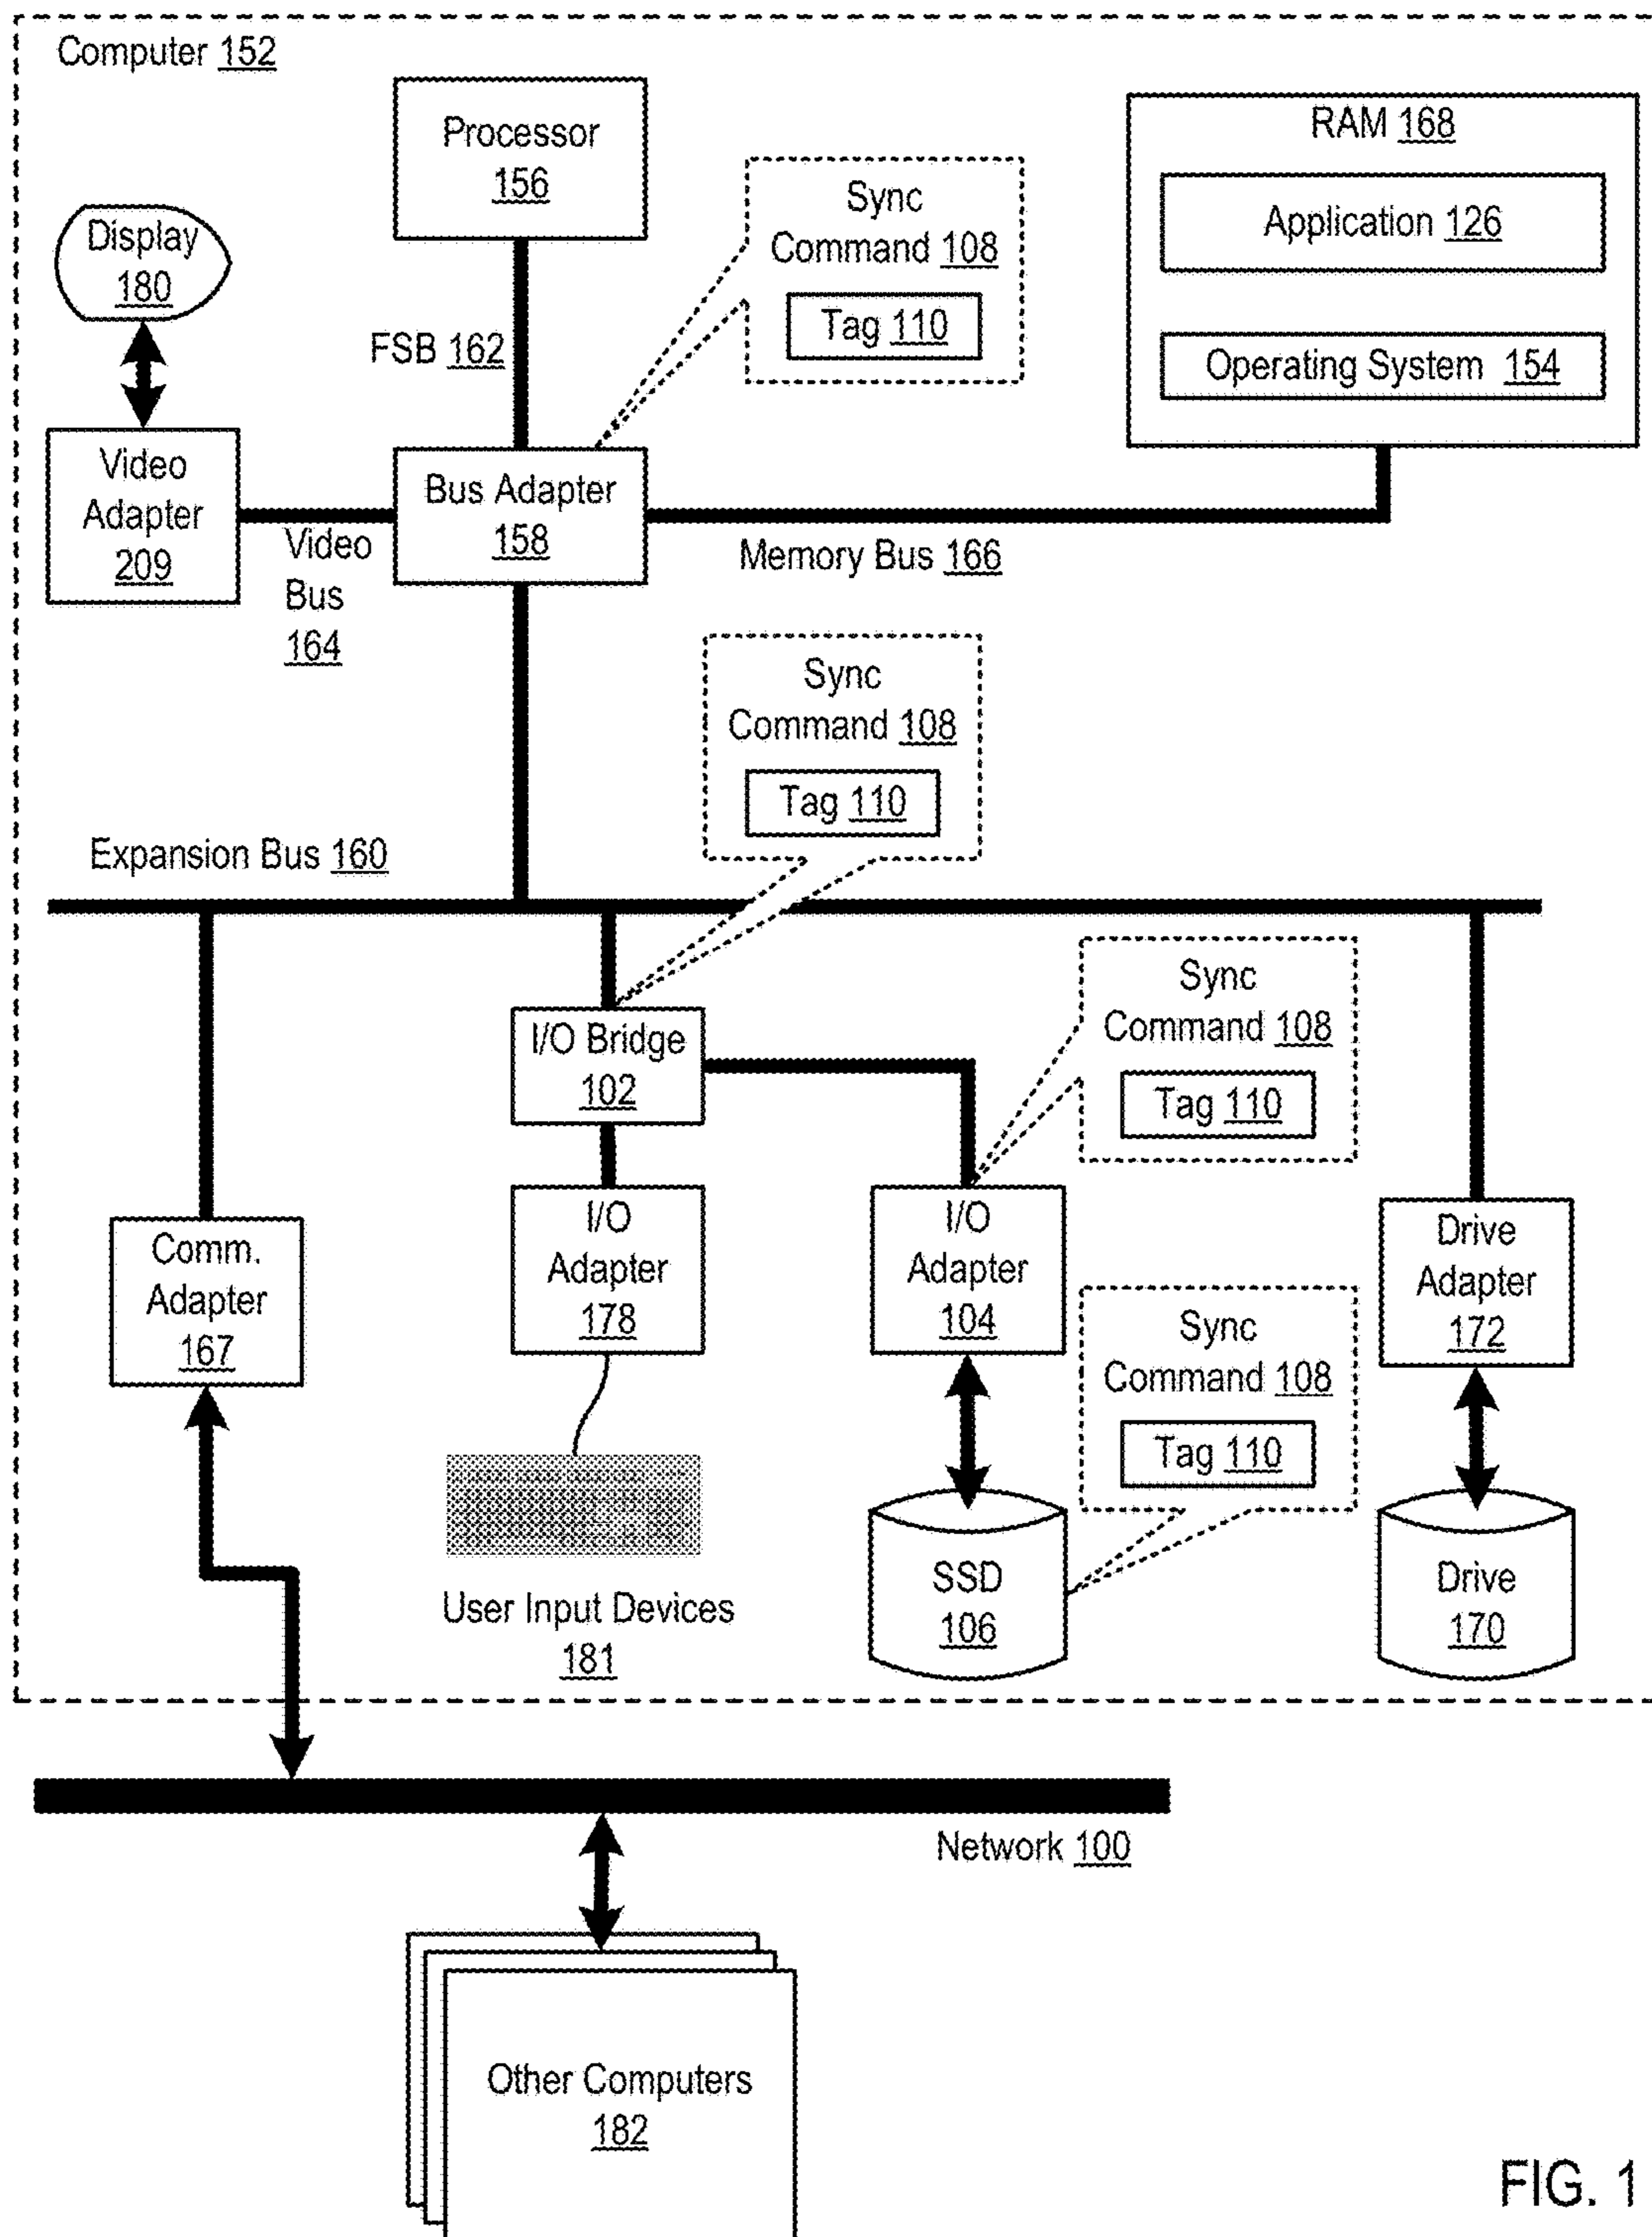 Computer 152
Processor
156
RAM 168
Application 126
Operating System 154
Sync
Command 108
Tag 110
Display
180
FSB 162
Video
Adapter
209
Bus Adapter
158
Video
Bus
164
Memory Bus 166
Sync
Command 108
Tag 110
Expansion Bus 160
I/O Bridge
102
Sync
Command 108
Tag 110
Comm.
Adapter
167
I/O
Adapter
178
I/O
Adapter
104
Drive
Adapter
172
Sync
Command 108
Tag 110
User Input Devices
181
SSD
106
Drive
170
Network 100
Other Computers
182
FIG. 1